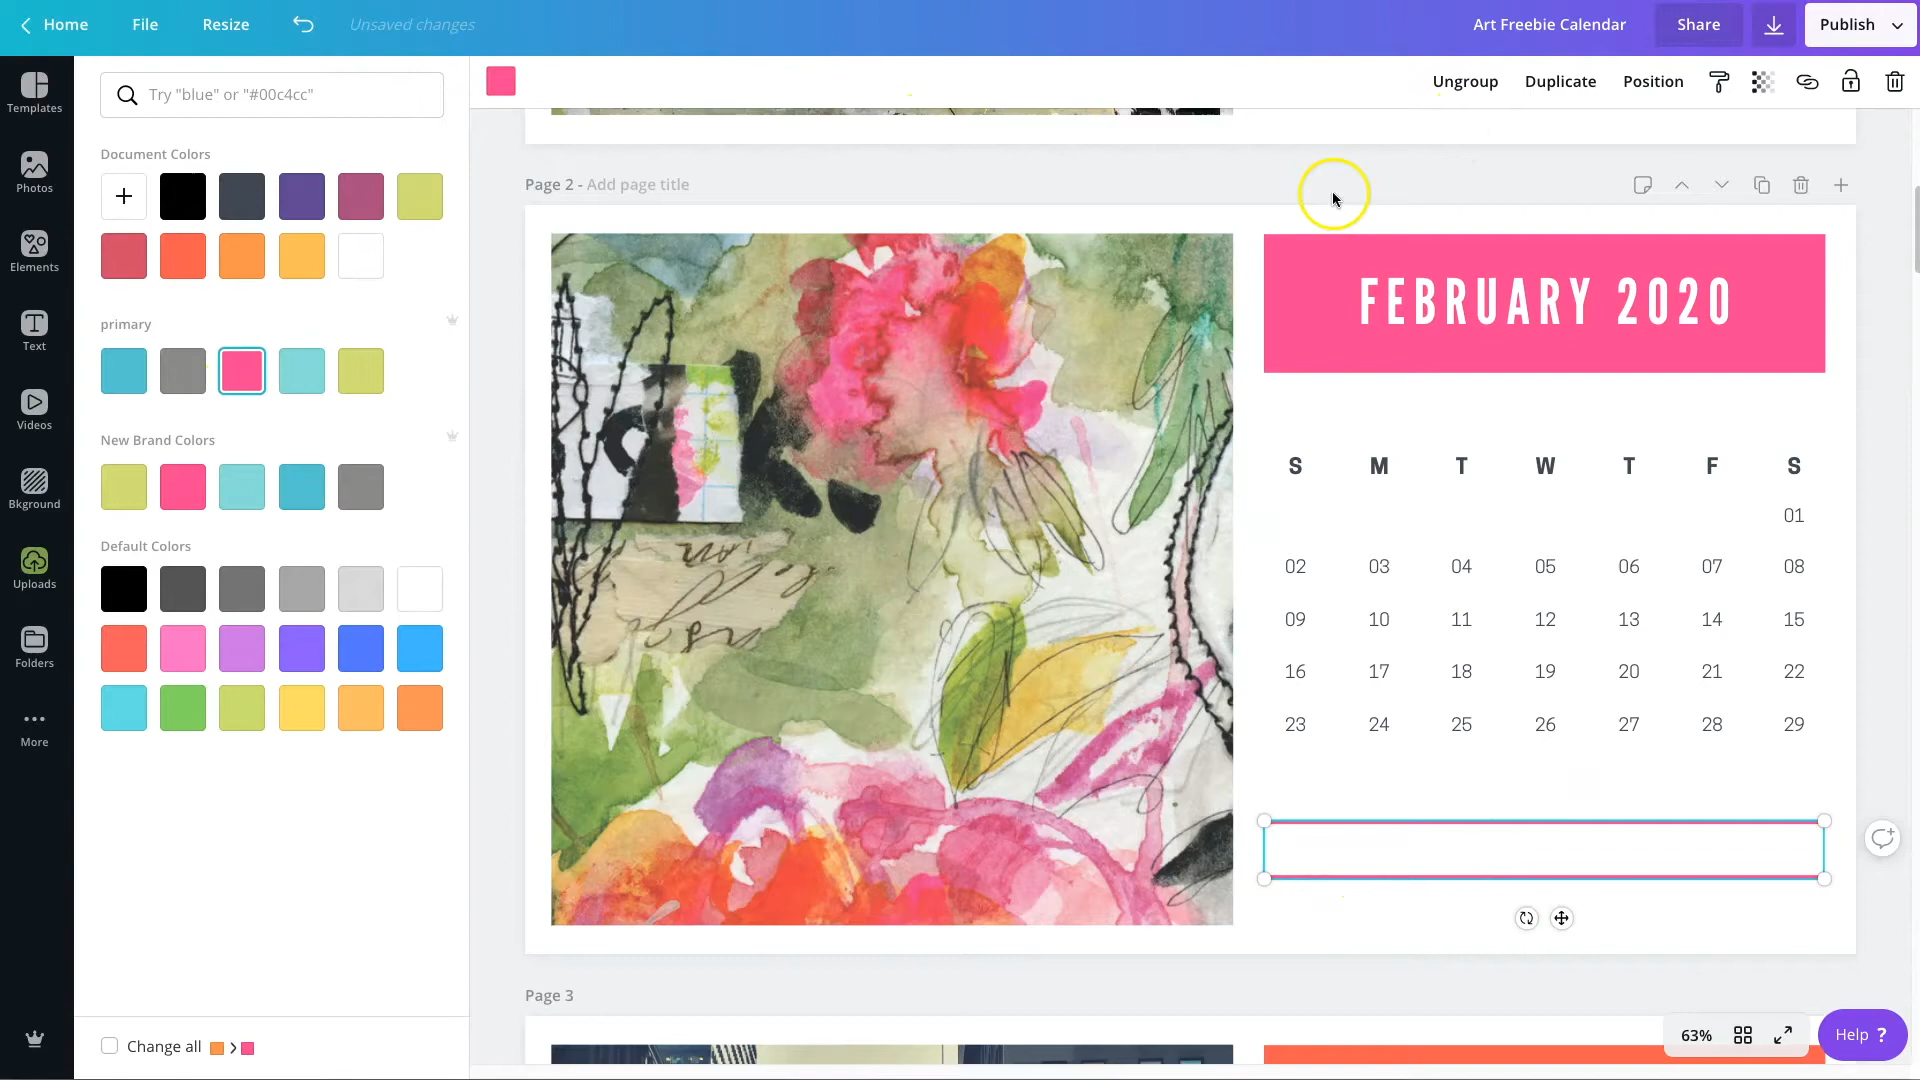 Home File Resize Unsaved changes Art Freebie Calendar Share Publish
Templates
Photos
Elements
Text
Videos
Bkground
Uploads
Folders
More
Try "blue" or "#00c4cc"
Document Colors
primary
New Brand Colors
Default Colors
Change all
Ungroup Duplicate Position
Page 2 - Add page title
FEBRUARY 2020
S M T W T F S
01
02 03 04 05 06 07 08
09 10 11 12 13 14 15
16 17 18 19 20 21 22
23 24 25 26 27 28 29
Page 3
63% Help ?